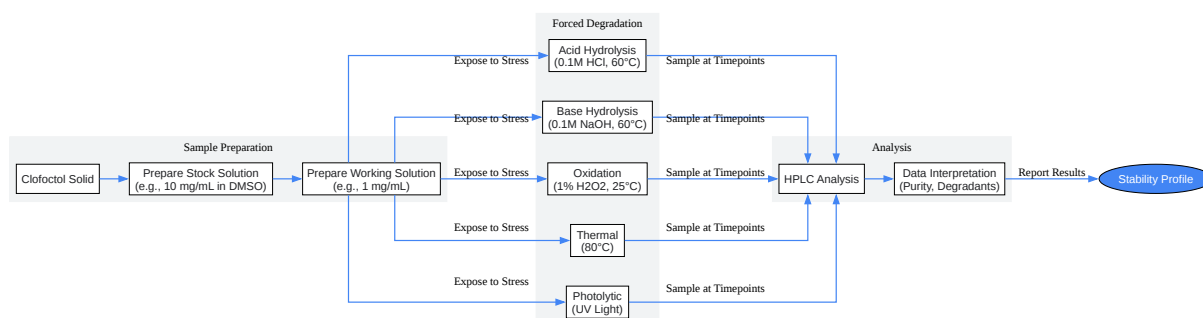 Forced Degradation
Acid Hydrolysis
(0.1M HCl, 60°C)
Expose to Stress
Sample at Timepoints
Base Hydrolysis
(0.1M NaOH, 60°C)
Expose to Stress
Sample at Timepoints
Sample Preparation
Analysis
Clofoctol Solid
Prepare Stock Solution
(e.g., 10 mg/mL in DMSO)
Prepare Working Solution
(e.g., 1 mg/mL)
Expose to Stress
Oxidation
(1% H2O2, 25°C)
Sample at Timepoints
HPLC Analysis
Data Interpretation
(Purity, Degradants)
Report Results
Stability Profile
Expose to Stress
Thermal
(80°C)
Sample at Timepoints
Expose to Stress
Photolytic
(UV Light)
Sample at Timepoints